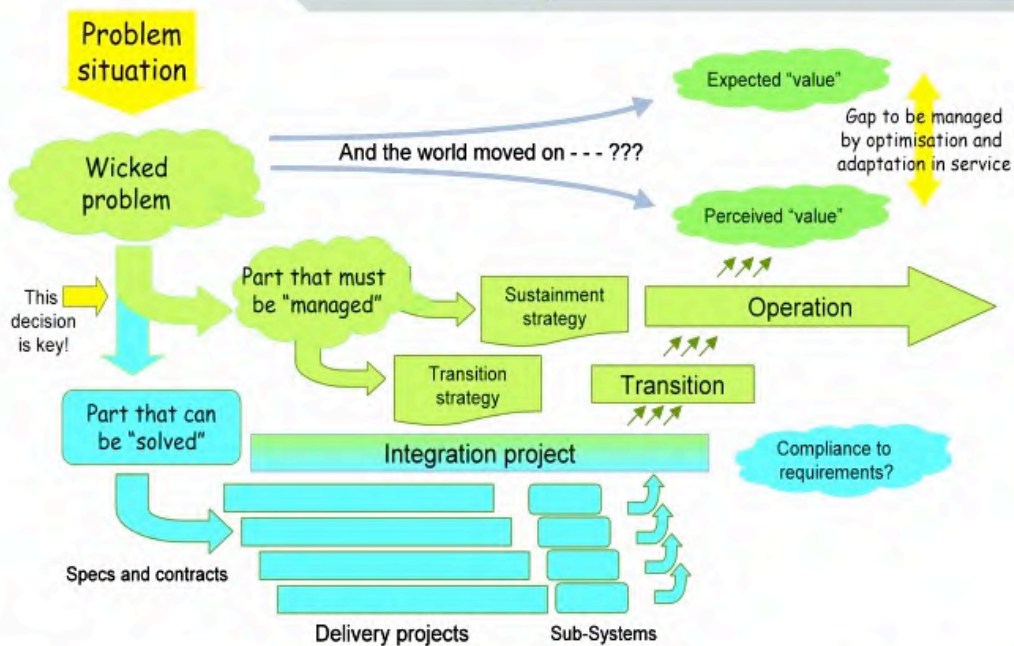 Problem
situation
Expected “value”
Gap to be managed
by optimisation and
adaptation in service
And the world moved on - - - ???
Wicked
problem
Perceived “value”
This
decision
is key!
Part that must
be “managed”
Sustainment
strategy
Operation
Transition
strategy
Transition
Part that can
be “solved”
Integration project
Compliance to
requirements?
Specs and contracts
Delivery projects
Sub-Systems